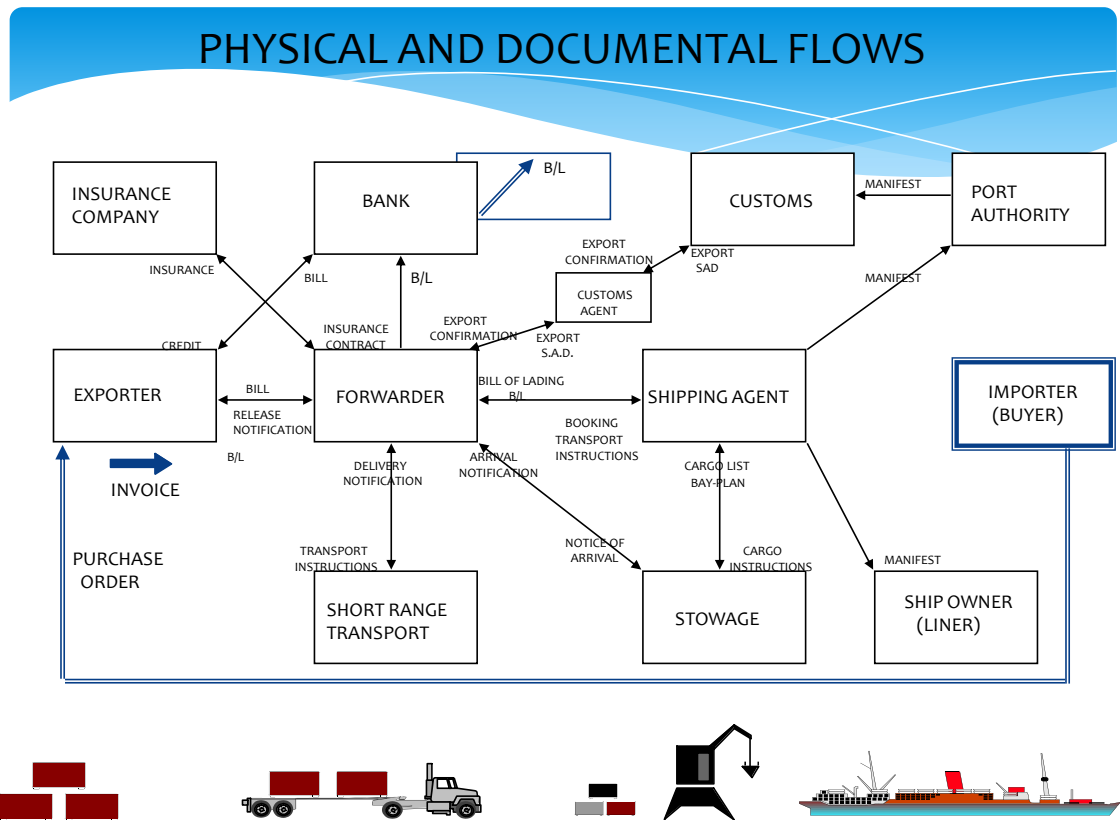 PHYSICAL AND DOCUMENTAL FLOWS
INSURANCE
COMPANY
BANK
B/L
CUSTOMS
MANIFEST
PORT
AUTHORITY
INSURANCE
BILL
B/L
EXPORT
CONFIRMATION
EXPORT
SAD
CUSTOMS
AGENT
MANIFEST
CREDIT
INSURANCE
CONTRACT
EXPORT
CONFIRMATION
EXPORT
S.A.D.
EXPORTER
BILL
RELEASE
NOTIFICATION
B/L
FORWARDER
BILL OF LADING
B/L
BOOKING
TRANSPORT
INSTRUCTIONS
SHIPPING AGENT
IMPORTER
(BUYER)
INVOICE
DELIVERY
NOTIFICATION
ARRIVAL
NOTIFICATION
CARGO LIST
BAY-PLAN
PURCHASE
ORDER
TRANSPORT
INSTRUCTIONS
NOTICE OF
ARRIVAL
CARGO
INSTRUCTIONS
MANIFEST
SHORT RANGE
TRANSPORT
STOWAGE
SHIP OWNER
(LINER)